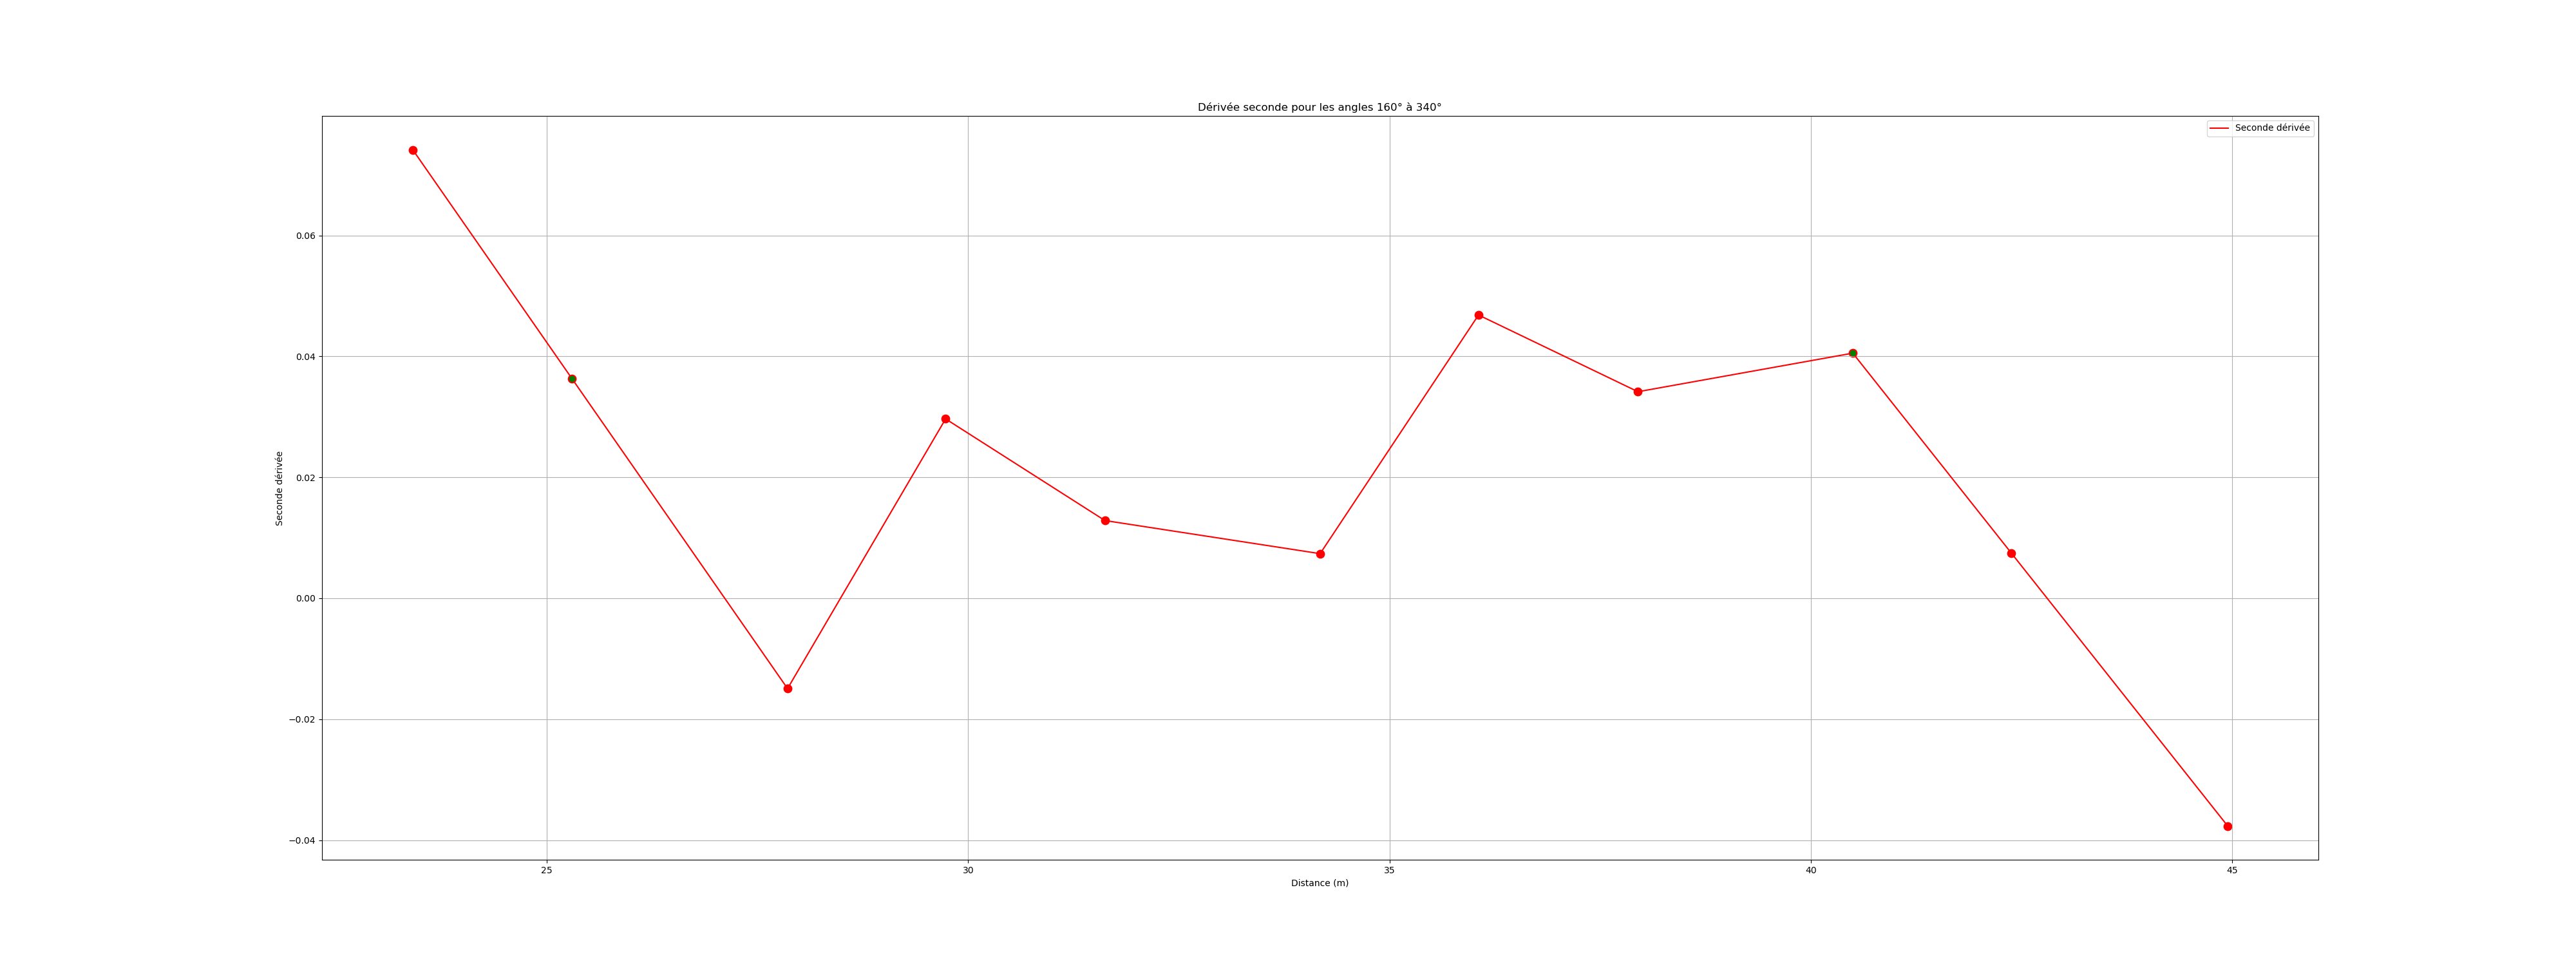 Dérivée seconde pour les angles 160° à 340°
Seconde dérivée
0.06
0.04
0.02
0.00
−0.02
−0.04
Seconde dérivée
25
30
35
40
45
Distance (m)